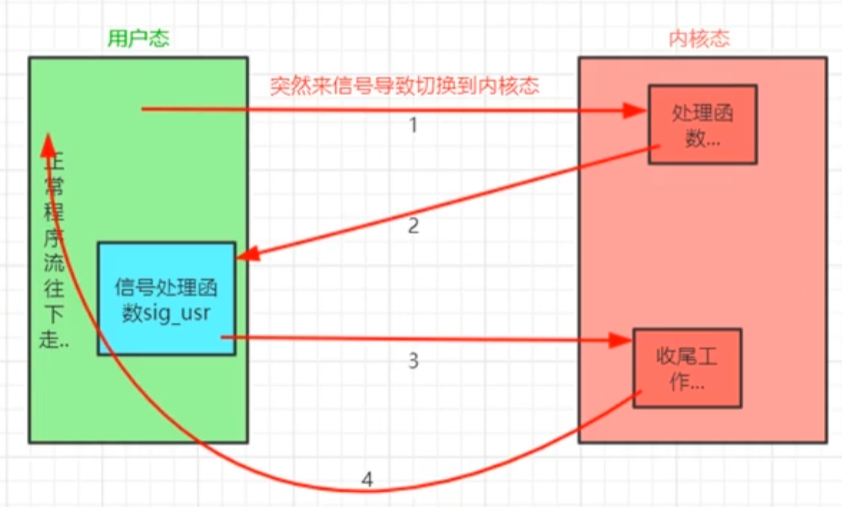 用户态
内核态
突然来信号导致切换到内核态
1
处理函
数...
2
正
常
程
序
流
往
下
走..
信号处理函
数sig_usr
3
收尾工
作...
4